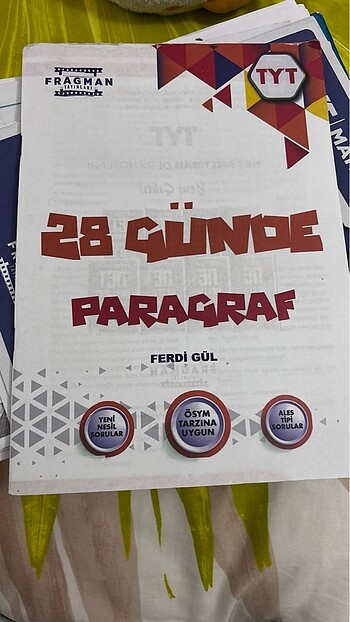 FRAGMAN
YAYINLARI
TYT
28 GÜNDE
PARAGRAF
FERDİ GÜL
YENİ
NESİL
SORULAR
ÖSYM
TARZINA
UYGUN
ALES
TİPİ
SORULAR